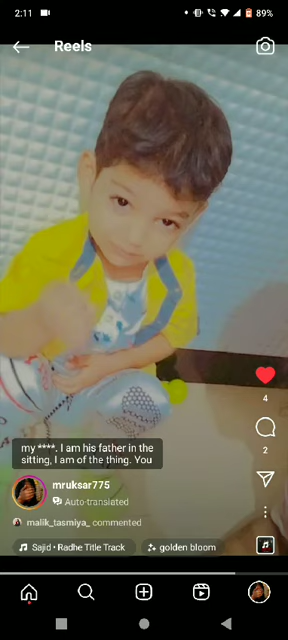 2:11
89%
Reels
4
2
my ****. I am his father in the
sitting, I am of the thing. You
mruksar775
Auto-translated
malik_tasmiya_ commented
Sajid • Radhe Title Track
golden bloom